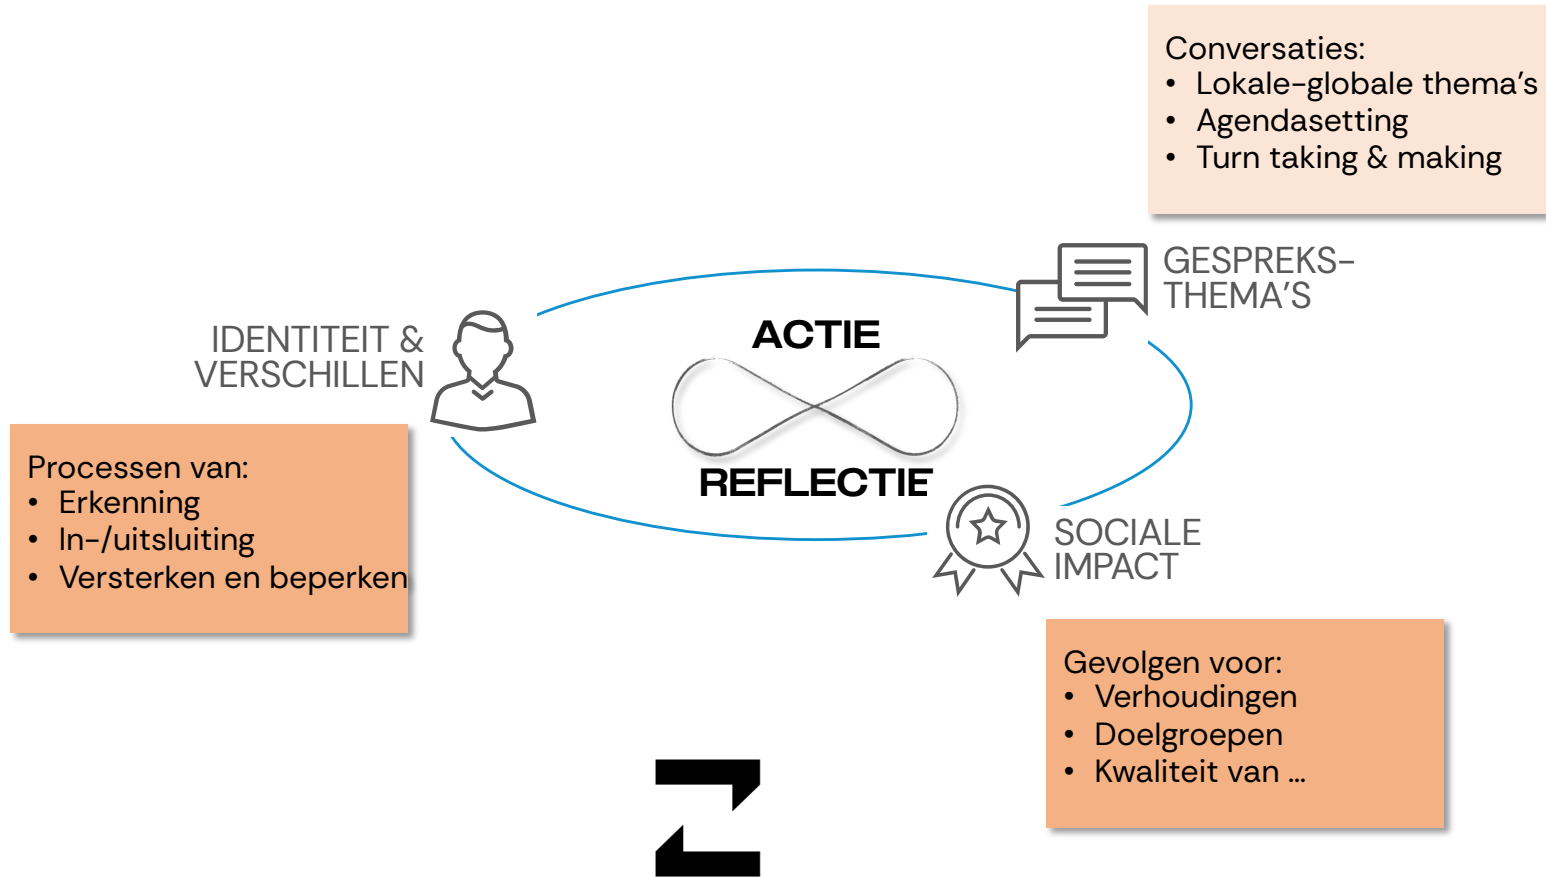 Conversaties:
• Lokale-globale thema's
• Agendasetting
• Turn taking & making
GESPREKS-
THEMA'S
IDENTITEIT &
VERSCHILLEN
ACTIE
REFLECTIE
Processen van:
• Erkenning
• In-/uitsluiting
• Versterken en beperken
SOCIALE
IMPACT
Gevolgen voor:
• Verhoudingen
• Doelgroepen
• Kwaliteit van ...